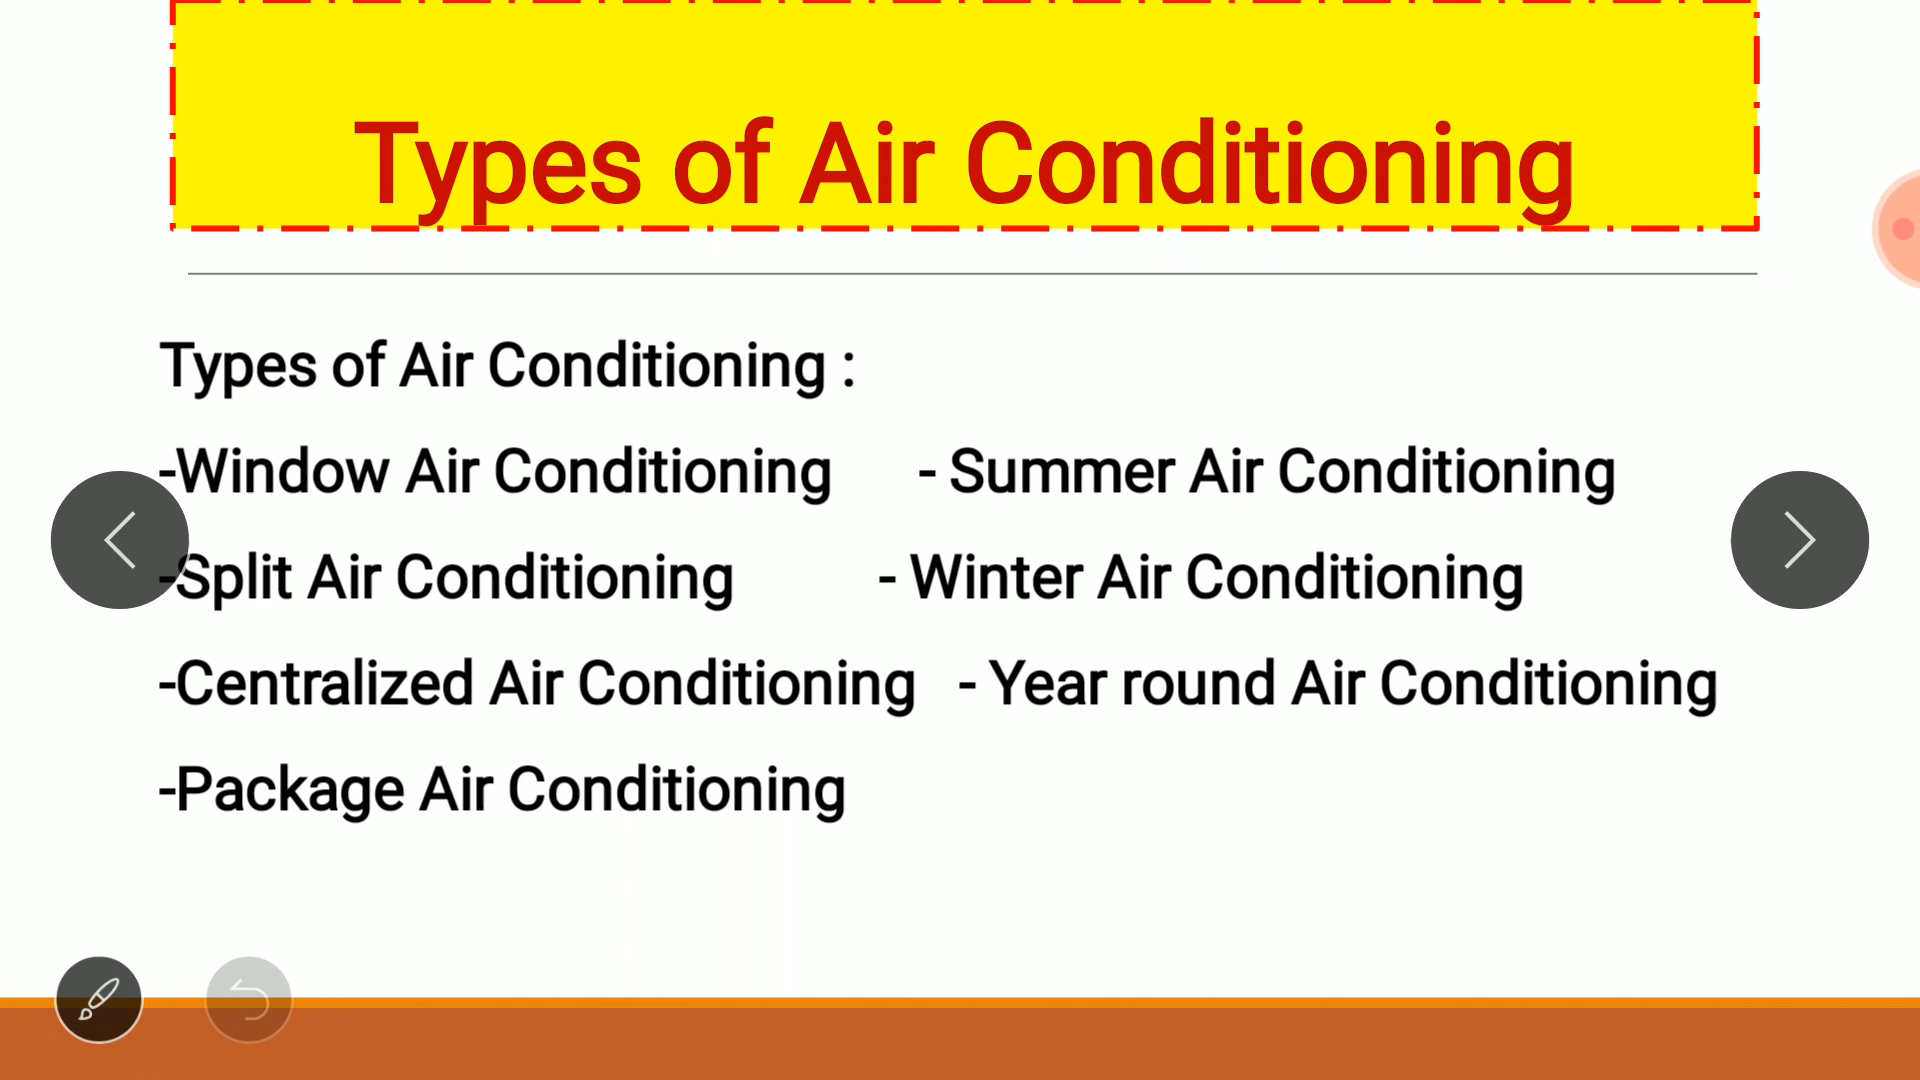 Types of Air Conditioning
Types of Air Conditioning :
-Window Air Conditioning - Summer Air Conditioning
-Split Air Conditioning - Winter Air Conditioning
-Centralized Air Conditioning - Year round Air Conditioning
-Package Air Conditioning